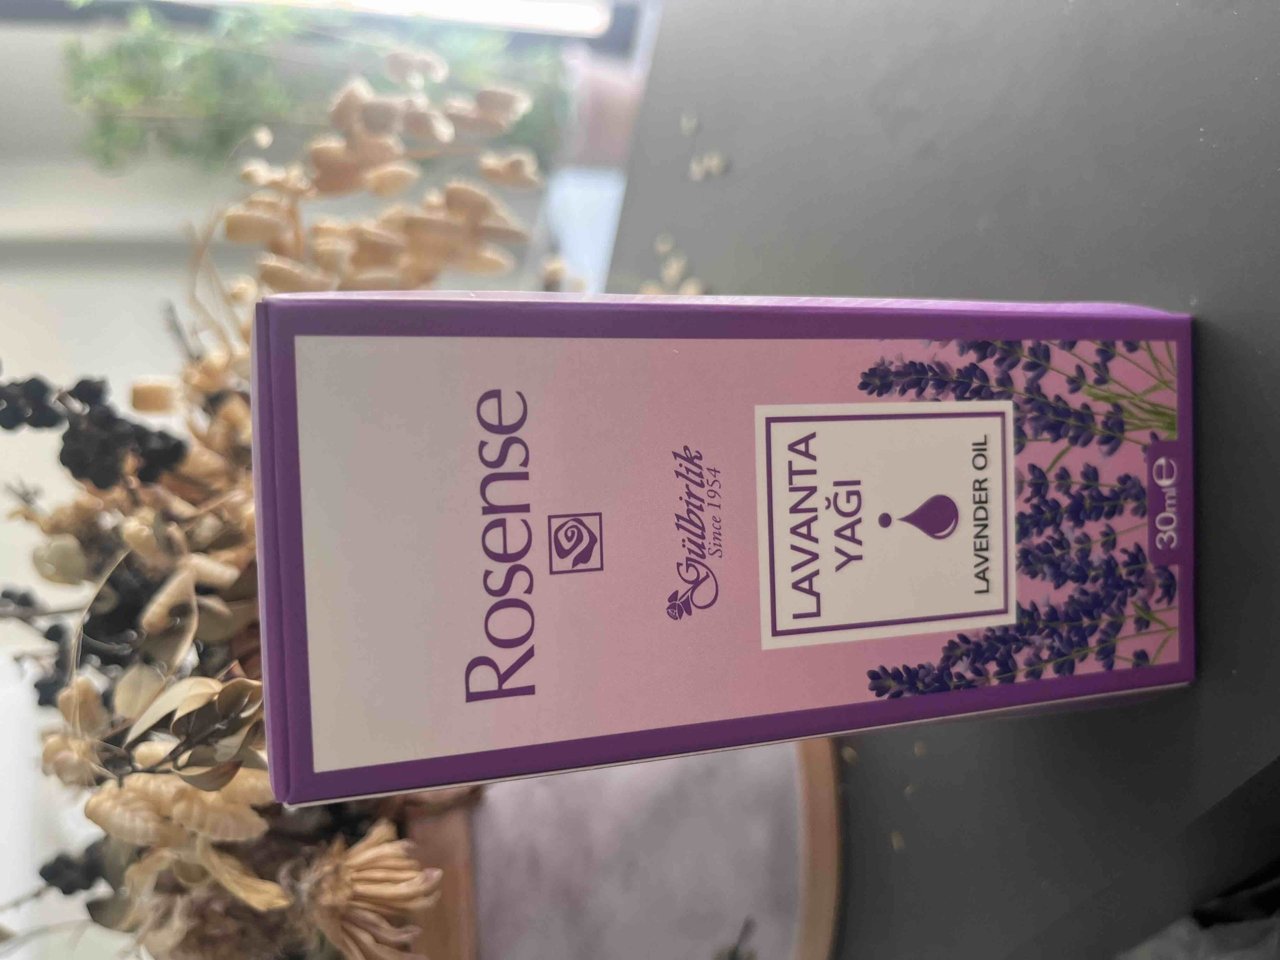 Rosense
Gülbirlik
Since 1954
LAVANTA
YAĞI
LAVENDER OIL
30ml℮